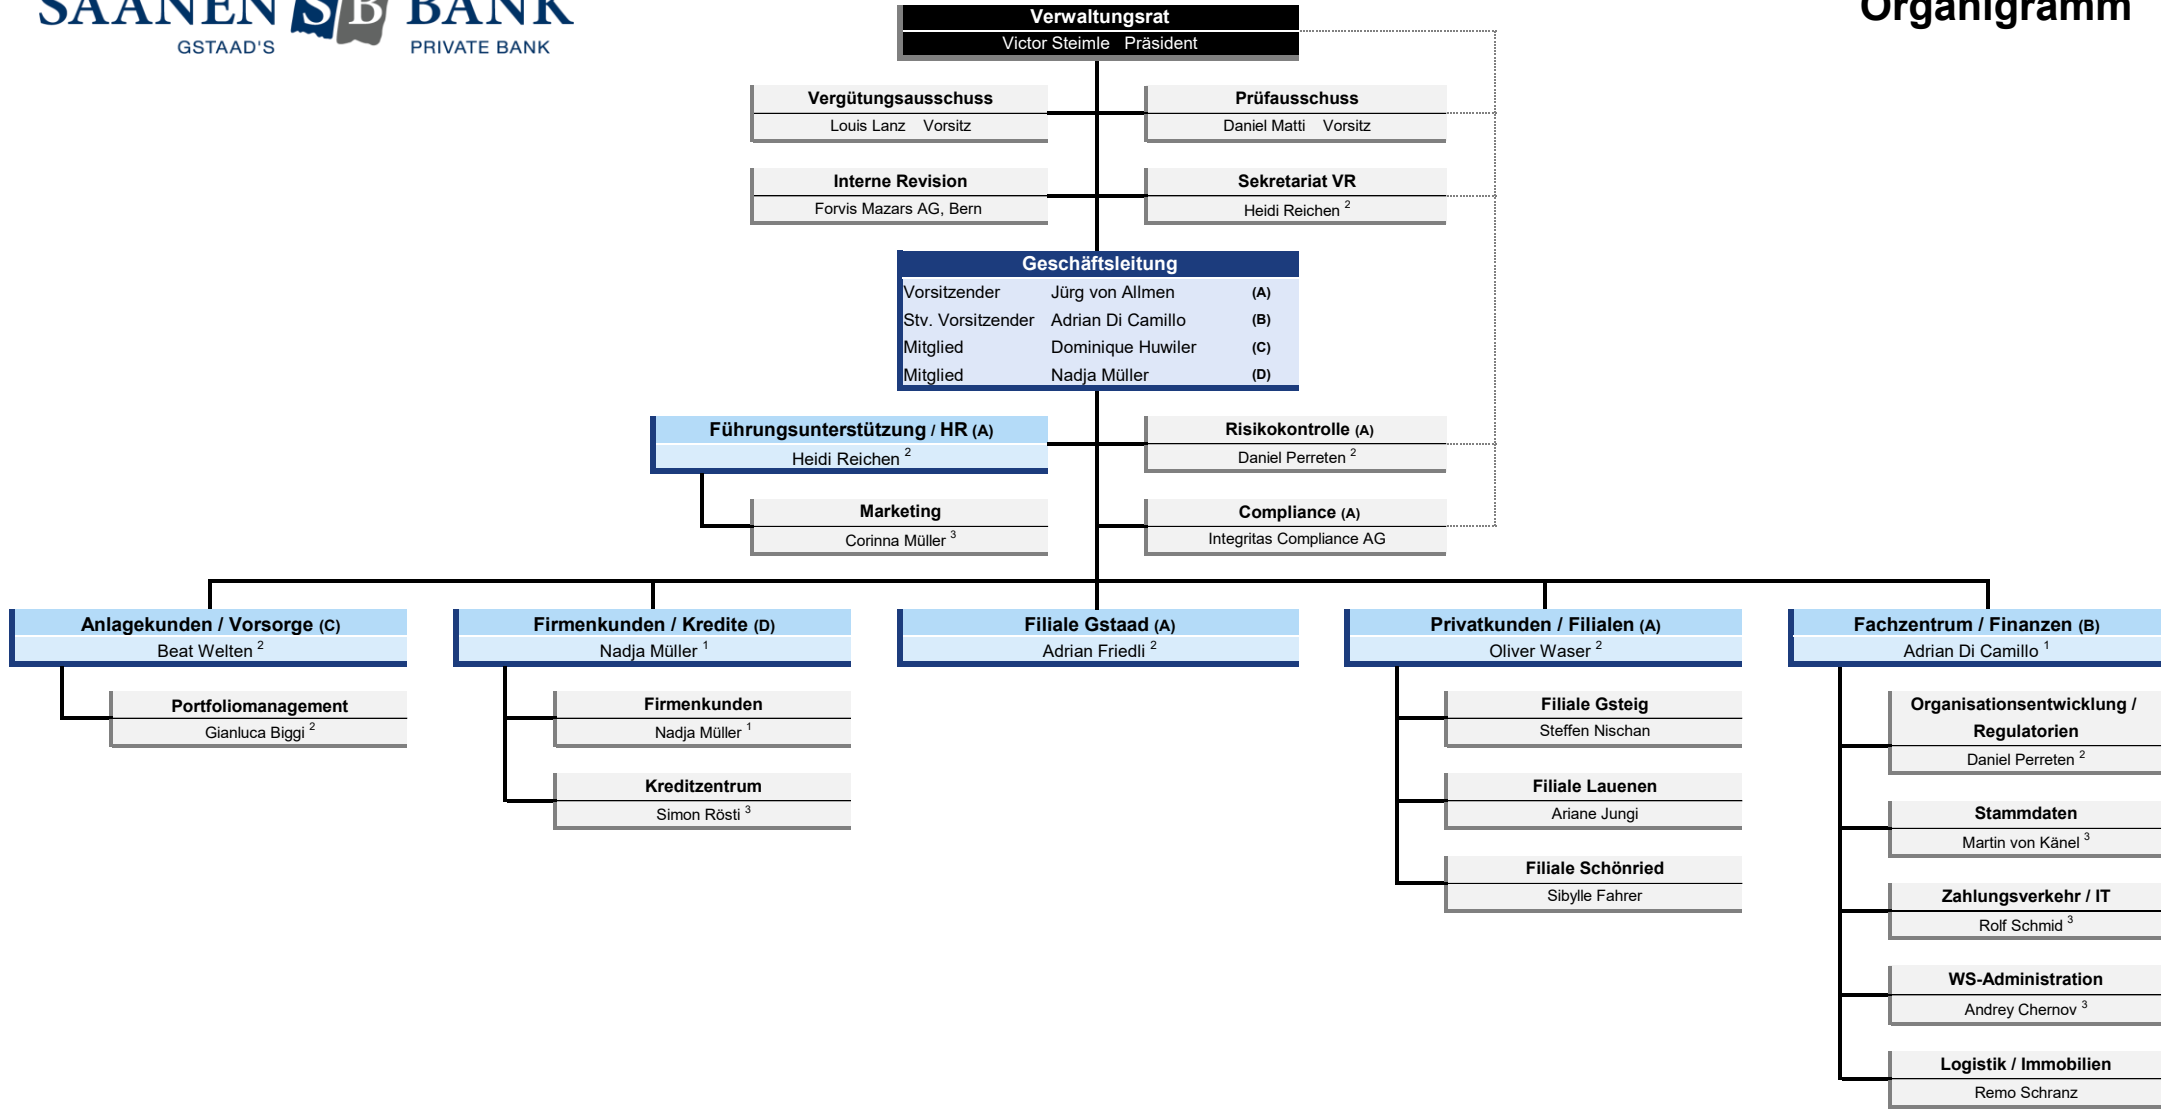 SAANEN SB BANK
GSTAAD'S PRIVATE BANK
Organigramm
Verwaltungsrat
Victor Steimle Präsident
Vergütungsausschuss
Louis Lanz Vorsitz
Prüfausschuss
Daniel Matti Vorsitz
Interne Revision
Forvis Mazars AG, Bern
Sekretariat VR
Heidi Reichen 2
Geschäftsleitung
Vorsitzender Jürg von Allmen (A)
Stv. Vorsitzender Adrian Di Camillo (B)
Mitglied Dominique Huwiler (C)
Mitglied Nadja Müller (D)
Führungsunterstützung / HR (A)
Heidi Reichen 2
Risikokontrolle (A)
Daniel Perreten 2
Marketing
Corinna Müller 3
Compliance (A)
Integritas Compliance AG
Anlagekunden / Vorsorge (C)
Beat Welten 2
Portfoliomanagement
Gianluca Biggi 2
Firmenkunden / Kredite (D)
Nadja Müller 1
Firmenkunden
Nadja Müller 1
Kreditzentrum
Simon Rösti 3
Filiale Gstaad (A)
Adrian Friedli 2
Privatkunden / Filialen (A)
Oliver Waser 2
Filiale Gsteig
Steffen Nischan
Filiale Lauenen
Ariane Jungi
Filiale Schönried
Sibylle Fahrer
Fachzentrum / Finanzen (B)
Adrian Di Camillo 1
Organisationsentwicklung /
Regulatorien
Daniel Perreten 2
Stammdaten
Martin von Känel 3
Zahlungsverkehr / IT
Rolf Schmid 3
WS-Administration
Andrey Chernov 3
Logistik / Immobilien
Remo Schranz